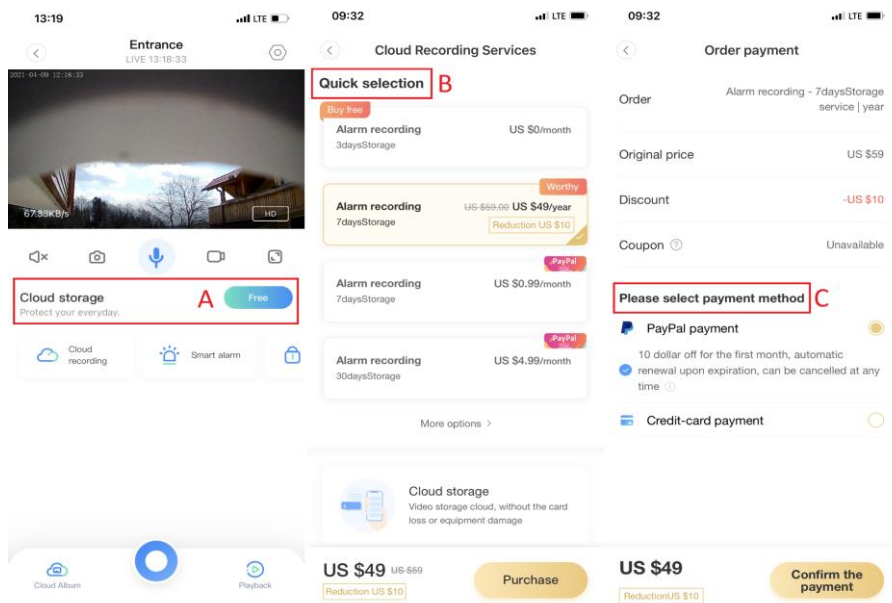 13:19
LTE
Entrance
LIVE 13:18:33
2021-04-09 12:18:33
67.33KB/s
HD
Cloud storage
A
Free
Protect your everyday.
Cloud
recording
Smart alarm
Cloud Album
Playback
09:32
LTE
Cloud Recording Services
Quick selection
B
Buy free
Alarm recording
US $0/month
3daysStorage
Worthy
Alarm recording
US $59.00 US $49/year
7daysStorage
Reduction US $10
PayPal
Alarm recording
US $0.99/month
7daysStorage
PayPal
Alarm recording
US $4.99/month
30daysStorage
More options >
Cloud storage
Video storage cloud, without the card
loss or equipment damage
US $49 US $59
Reduction US $10
Purchase
09:32
LTE
Order payment
Order
Alarm recording - 7daysStorage
service | year
Original price
US $59
Discount
-US $10
Coupon ?
Unavailable
Please select payment method
C
PayPal payment
10 dollar off for the first month, automatic
renewal upon expiration, can be cancelled at any
time
Credit-card payment
US $49
ReductionUS $10
Confirm the
payment